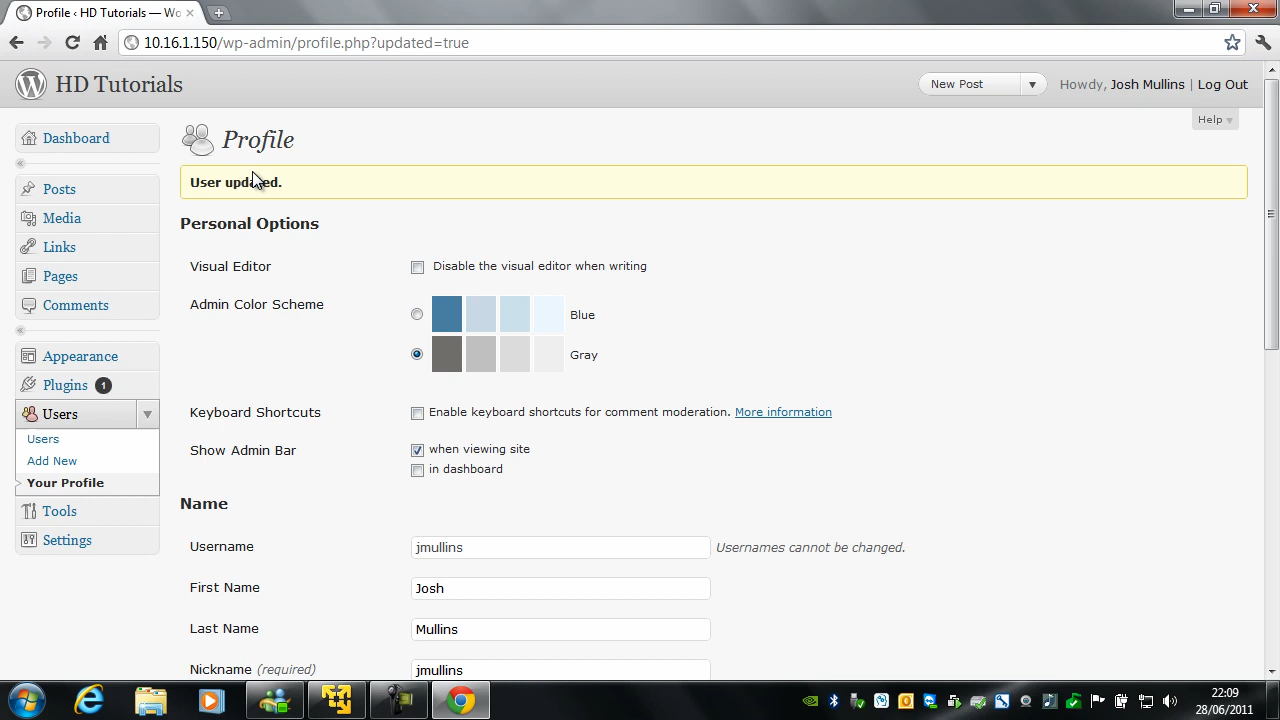 Profile ‹ HD Tutorials — Wo
10.16.1.150/wp-admin/profile.php?updated=true
HD Tutorials
New Post
Howdy, Josh Mullins | Log Out
Help
Dashboard
Posts
Media
Links
Pages
Comments
Appearance
Plugins 1
Users
Users
Add New
Your Profile
Tools
Settings
Profile
User updated.
Personal Options
Visual Editor
Disable the visual editor when writing
Admin Color Scheme
Blue
Gray
Keyboard Shortcuts
Enable keyboard shortcuts for comment moderation. More information
Show Admin Bar
when viewing site
in dashboard
Name
Username
jmullins
Usernames cannot be changed.
First Name
Josh
Last Name
Mullins
Nickname (required)
jmullins
22:09
28/06/2011